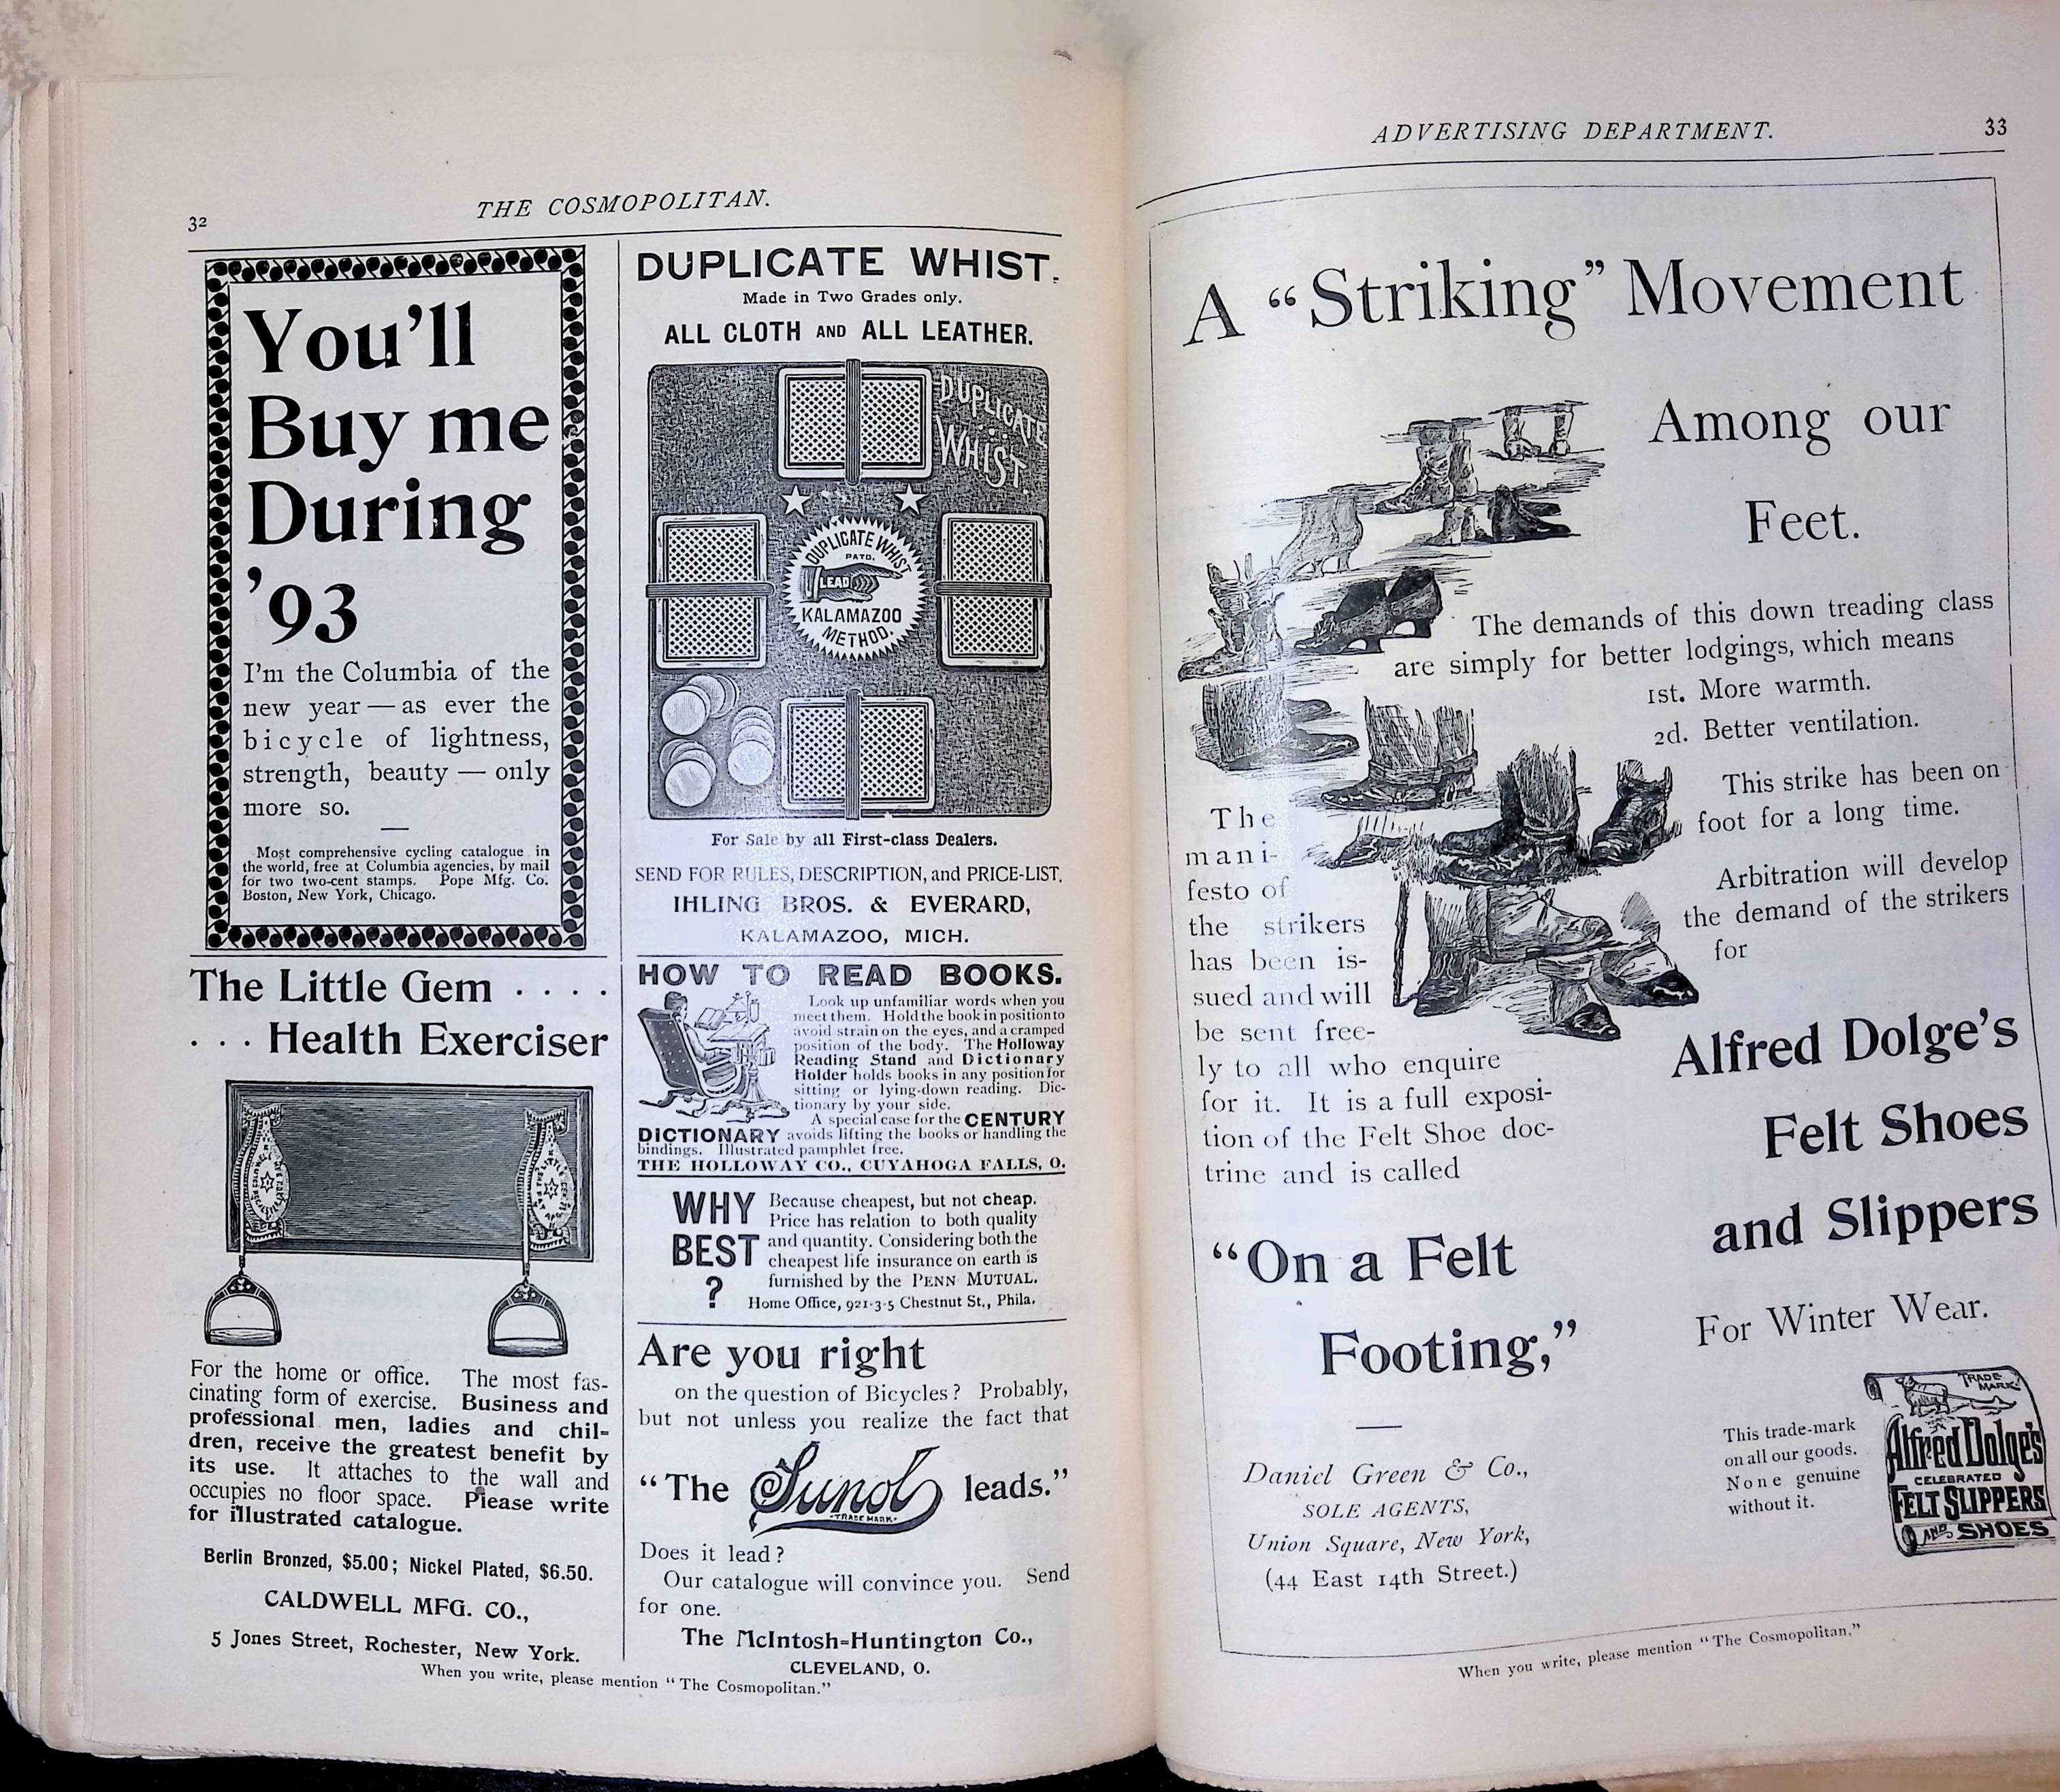 32
THE COSMOPOLITAN.
You'll
Buy me
During
'93
I'm the Columbia of the
new year — as ever the
bicycle of lightness,
strength, beauty — only
more so.
Most comprehensive cycling catalogue in
the world, free at Columbia agencies, by mail
for two two-cent stamps. Pope Mfg. Co.
Boston, New York, Chicago.
The Little Gem . . . .
. . . Health Exerciser
For the home or office. The most fas-
cinating form of exercise. Business and
professional men, ladies and chil-
dren, receive the greatest benefit by
its use. It attaches to the wall and
occupies no floor space. Please write
for illustrated catalogue.
Berlin Bronzed, $5.00; Nickel Plated, $6.50.
CALDWELL MFG. CO.,
5 Jones Street, Rochester, New York.
DUPLICATE WHIST.
Made in Two Grades only.
ALL CLOTH AND ALL LEATHER.
DUPLICATE
WHIST.
DUPLICATE WHIST
PATD.
LEAD
KALAMAZOO
METHOD.
For Sale by all First-class Dealers.
SEND FOR RULES, DESCRIPTION, and PRICE-LIST.
IHLING BROS. & EVERARD,
KALAMAZOO, MICH.
HOW TO READ BOOKS.
Look up unfamiliar words when you
meet them. Hold the book in position to
avoid strain on the eyes, and a cramped
position of the body. The Holloway
Reading Stand and Dictionary
Holder holds books in any position for
sitting or lying-down reading. Dic-
tionary by your side.
A special case for the CENTURY
DICTIONARY avoids lifting the books or handling the
bindings. Illustrated pamphlet free.
THE HOLLOWAY CO., CUYAHOGA FALLS, O.
WHY
BEST
?
Because cheapest, but not cheap.
Price has relation to both quality
and quantity. Considering both the
cheapest life insurance on earth is
furnished by the PENN MUTUAL.
Home Office, 921-3-5 Chestnut St., Phila.
Are you right
on the question of Bicycles? Probably,
but not unless you realize the fact that
"The Sunol leads."
TRADE MARK
Does it lead?
Our catalogue will convince you. Send
for one.
The McIntosh-Huntington Co.,
CLEVELAND, O.
When you write, please mention "The Cosmopolitan."
ADVERTISING DEPARTMENT.
33
A "Striking" Movement
Among our
Feet.
The demands of this down treading class
are simply for better lodgings, which means
1st. More warmth.
2d. Better ventilation.
This strike has been on
foot for a long time.
Arbitration will develop
the demand of the strikers
for
Alfred Dolge's
Felt Shoes
and Slippers
For Winter Wear.
The
mani-
festo of
the strikers
has been is-
sued and will
be sent free-
ly to all who enquire
for it. It is a full exposi-
tion of the Felt Shoe doc-
trine and is called
"On a Felt
Footing,"
Daniel Green & Co.,
SOLE AGENTS,
Union Square, New York,
(44 East 14th Street.)
This trade-mark
on all our goods.
None genuine
without it.
TRADE
MARK.
Alfred Dolge's
CELEBRATED
FELT SLIPPERS
AND SHOES
When you write, please mention "The Cosmopolitan."